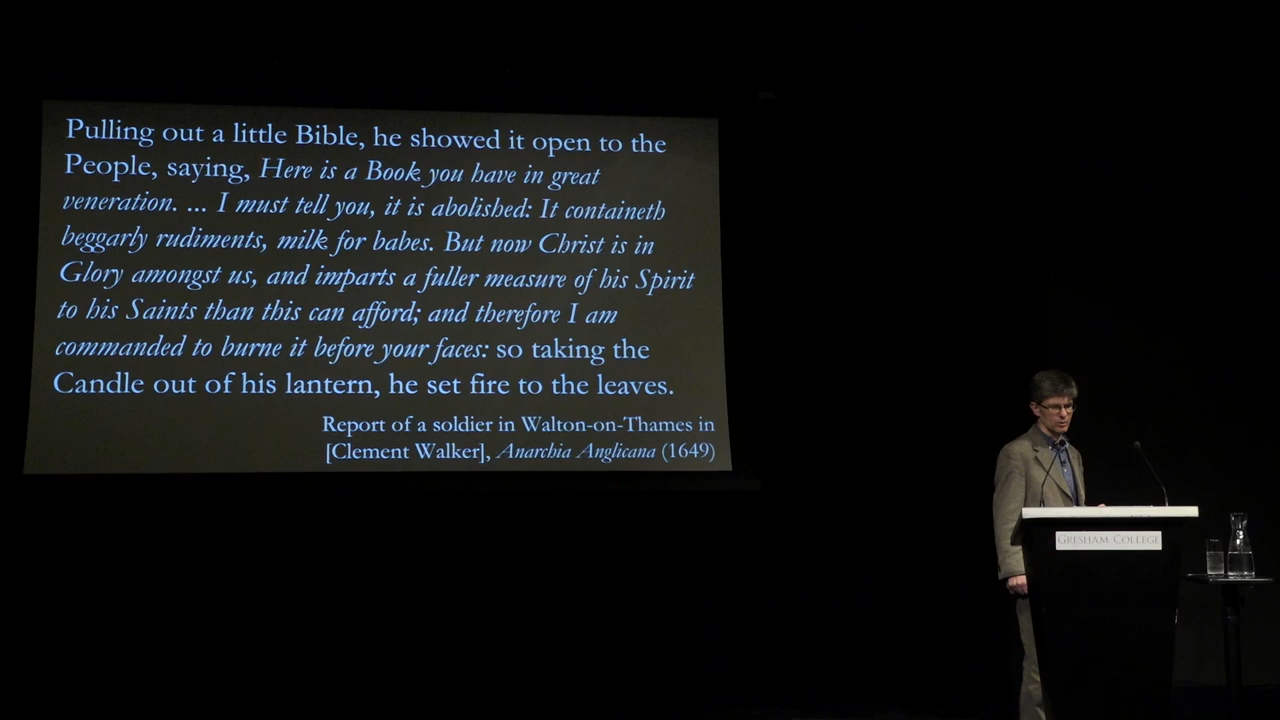 Pulling out a little Bible, he showed it open to the
People, saying, Here is a Book you have in great
veneration. ... I must tell you, it is abolished: It containeth
beggarly rudiments, milk for babes. But now Christ is in
Glory amongst us, and imparts a fuller measure of his Spirit
to his Saints than this can afford; and therefore I am
commanded to burne it before your faces: so taking the
Candle out of his lantern, he set fire to the leaves.
Report of a soldier in Walton-on-Thames in
[Clement Walker], Anarchia Anglicana (1649)
GRESHAM COLLEGE